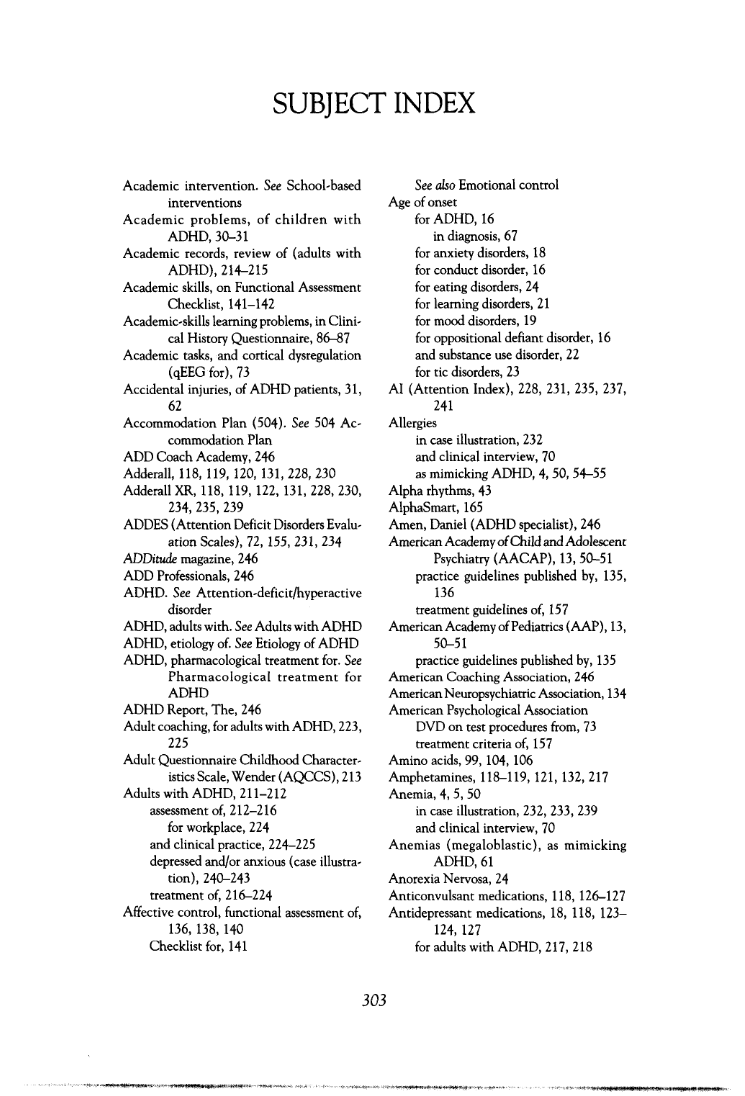 SUBJECT INDEX
Academic intervention. See School-based
interventions
Academic problems, of children with
ADHD, 30–31
Academic records, review of (adults with
ADHD), 214–215
Academic skills, on Functional Assessment
Checklist, 141–142
Academic-skills learning problems, in Clini-
cal History Questionnaire, 86–87
Academic tasks, and cortical dysregulation
(qEEG for), 73
Accidental injuries, of ADHD patients, 31,
62
Accommodation Plan (504). See 504 Ac-
commodation Plan
ADD Coach Academy, 246
Adderall, 118, 119, 120, 131, 228, 230
Adderall XR, 118, 119, 122, 131, 228, 230,
234, 235, 239
ADDES (Attention Deficit Disorders Evalu-
ation Scales), 72, 155, 231, 234
ADDitude magazine, 246
ADD Professionals, 246
ADHD. See Attention-deficit/hyperactive
disorder
ADHD, adults with. See Adults with ADHD
ADHD, etiology of. See Etiology of ADHD
ADHD, pharmacological treatment for. See
Pharmacological treatment for
ADHD
ADHD Report, The, 246
Adult coaching, for adults with ADHD, 223,
225
Adult Questionnaire Childhood Character-
istics Scale, Wender (AQCCS), 213
Adults with ADHD, 211–212
assessment of, 212–216
for workplace, 224
and clinical practice, 224–225
depressed and/or anxious (case illustra-
tion), 240–243
treatment of, 216–224
Affective control, functional assessment of,
136, 138, 140
Checklist for, 141
See also Emotional control
Age of onset
for ADHD, 16
in diagnosis, 67
for anxiety disorders, 18
for conduct disorder, 16
for eating disorders, 24
for learning disorders, 21
for mood disorders, 19
for oppositional defiant disorder, 16
and substance use disorder, 22
for tic disorders, 23
AI (Attention Index), 228, 231, 235, 237,
241
Allergies
in case illustration, 232
and clinical interview, 70
as mimicking ADHD, 4, 50, 54–55
Alpha rhythms, 43
AlphaSmart, 165
Amen, Daniel (ADHD specialist), 246
American Academy of Child and Adolescent
Psychiatry (AACAP), 13, 50–51
practice guidelines published by, 135,
136
treatment guidelines of, 157
American Academy of Pediatrics (AAP), 13,
50–51
practice guidelines published by, 135
American Coaching Association, 246
American Neuropsychiatric Association, 134
American Psychological Association
DVD on test procedures from, 73
treatment criteria of, 157
Amino acids, 99, 104, 106
Amphetamines, 118–119, 121, 132, 217
Anemia, 4, 5, 50
in case illustration, 232, 233, 239
and clinical interview, 70
Anemias (megaloblastic), as mimicking
ADHD, 61
Anorexia Nervosa, 24
Anticonvulsant medications, 118, 126–127
Antidepressant medications, 18, 118, 123–
124, 127
for adults with ADHD, 217, 218
303